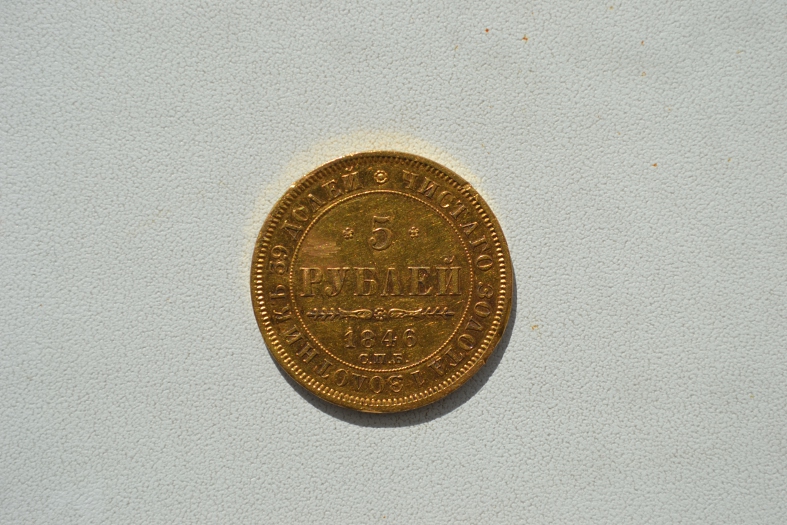 ЧИСТАГО ЗОЛОТА 1 ЗОЛОТНИКЪ 39 ДОЛЕЙ
5
РУБЛЕЙ
1846
С.П.Б.